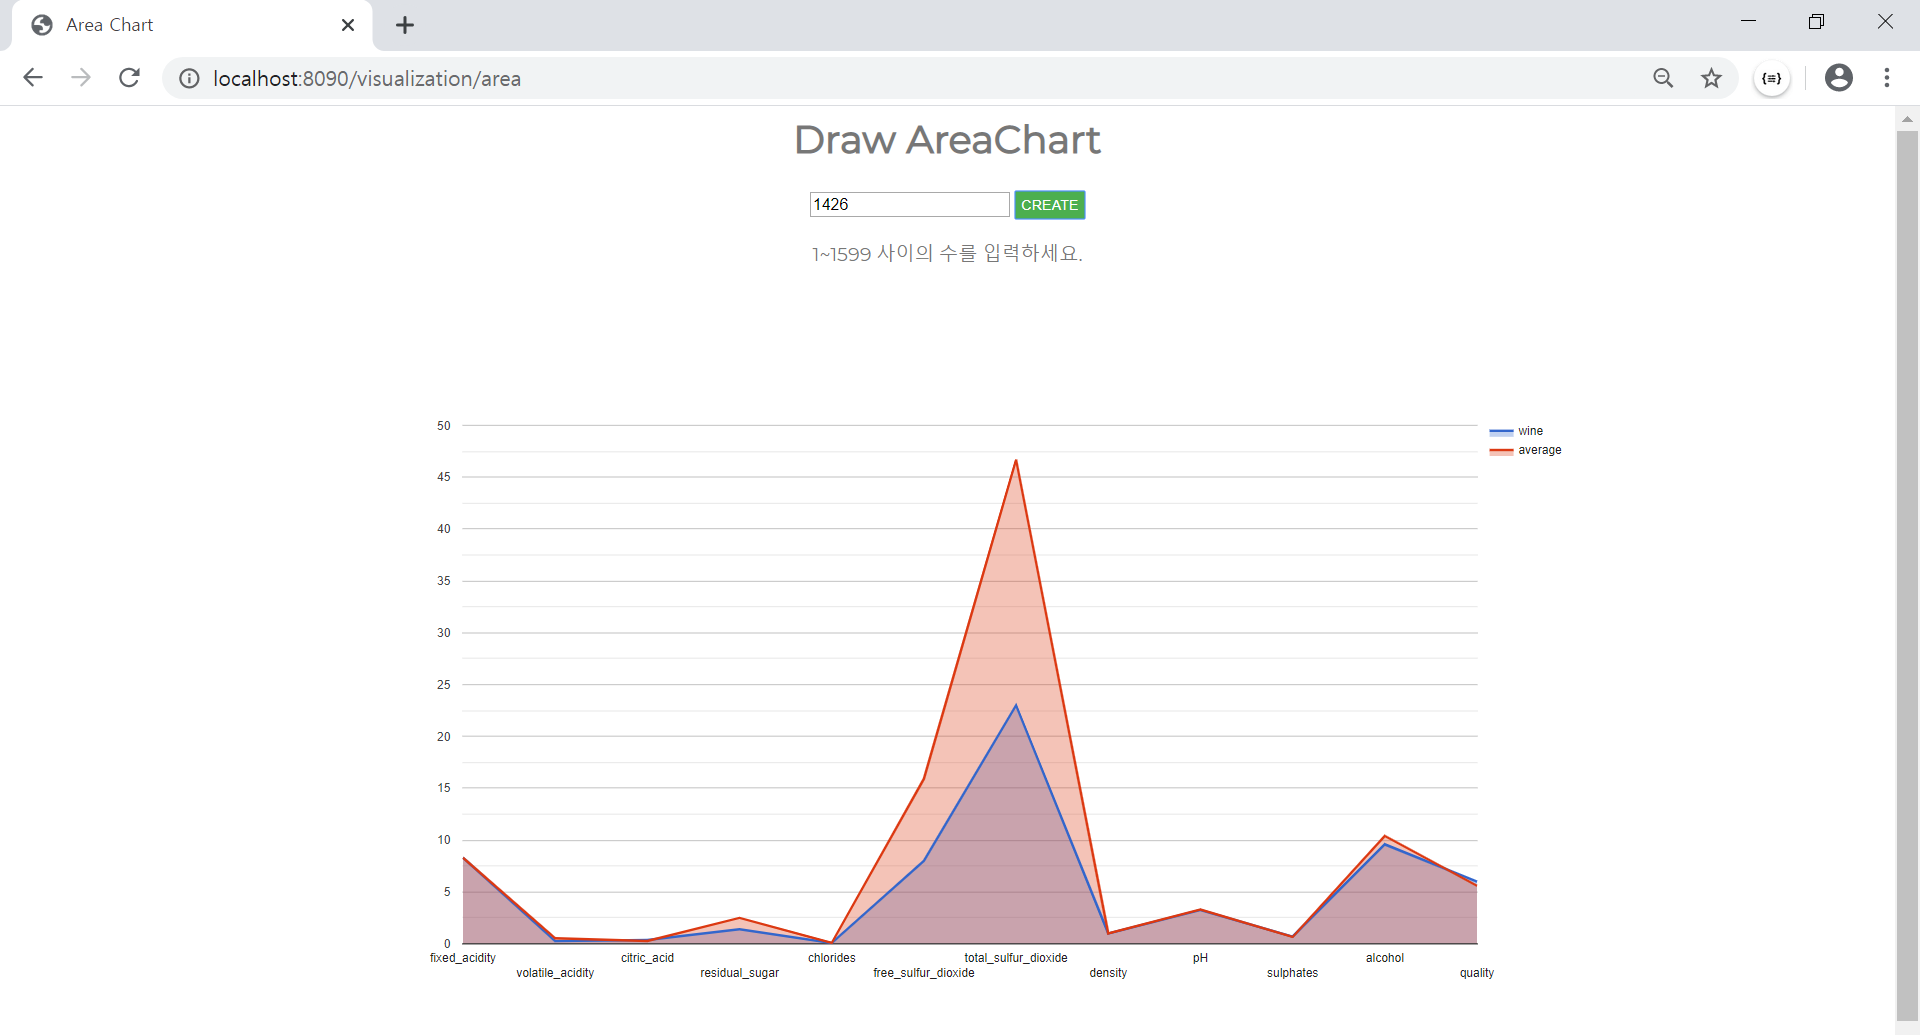 Area Chart
localhost:8090/visualization/area
{≡}
Draw AreaChart
1426 CREATE
1~1599 사이의 수를 입력하세요.
50
45
40
35
30
25
20
15
10
5
0
wine
average
fixed_acidity
volatile_acidity
citric_acid
residual_sugar
chlorides
free_sulfur_dioxide
total_sulfur_dioxide
density
pH
sulphates
alcohol
quality